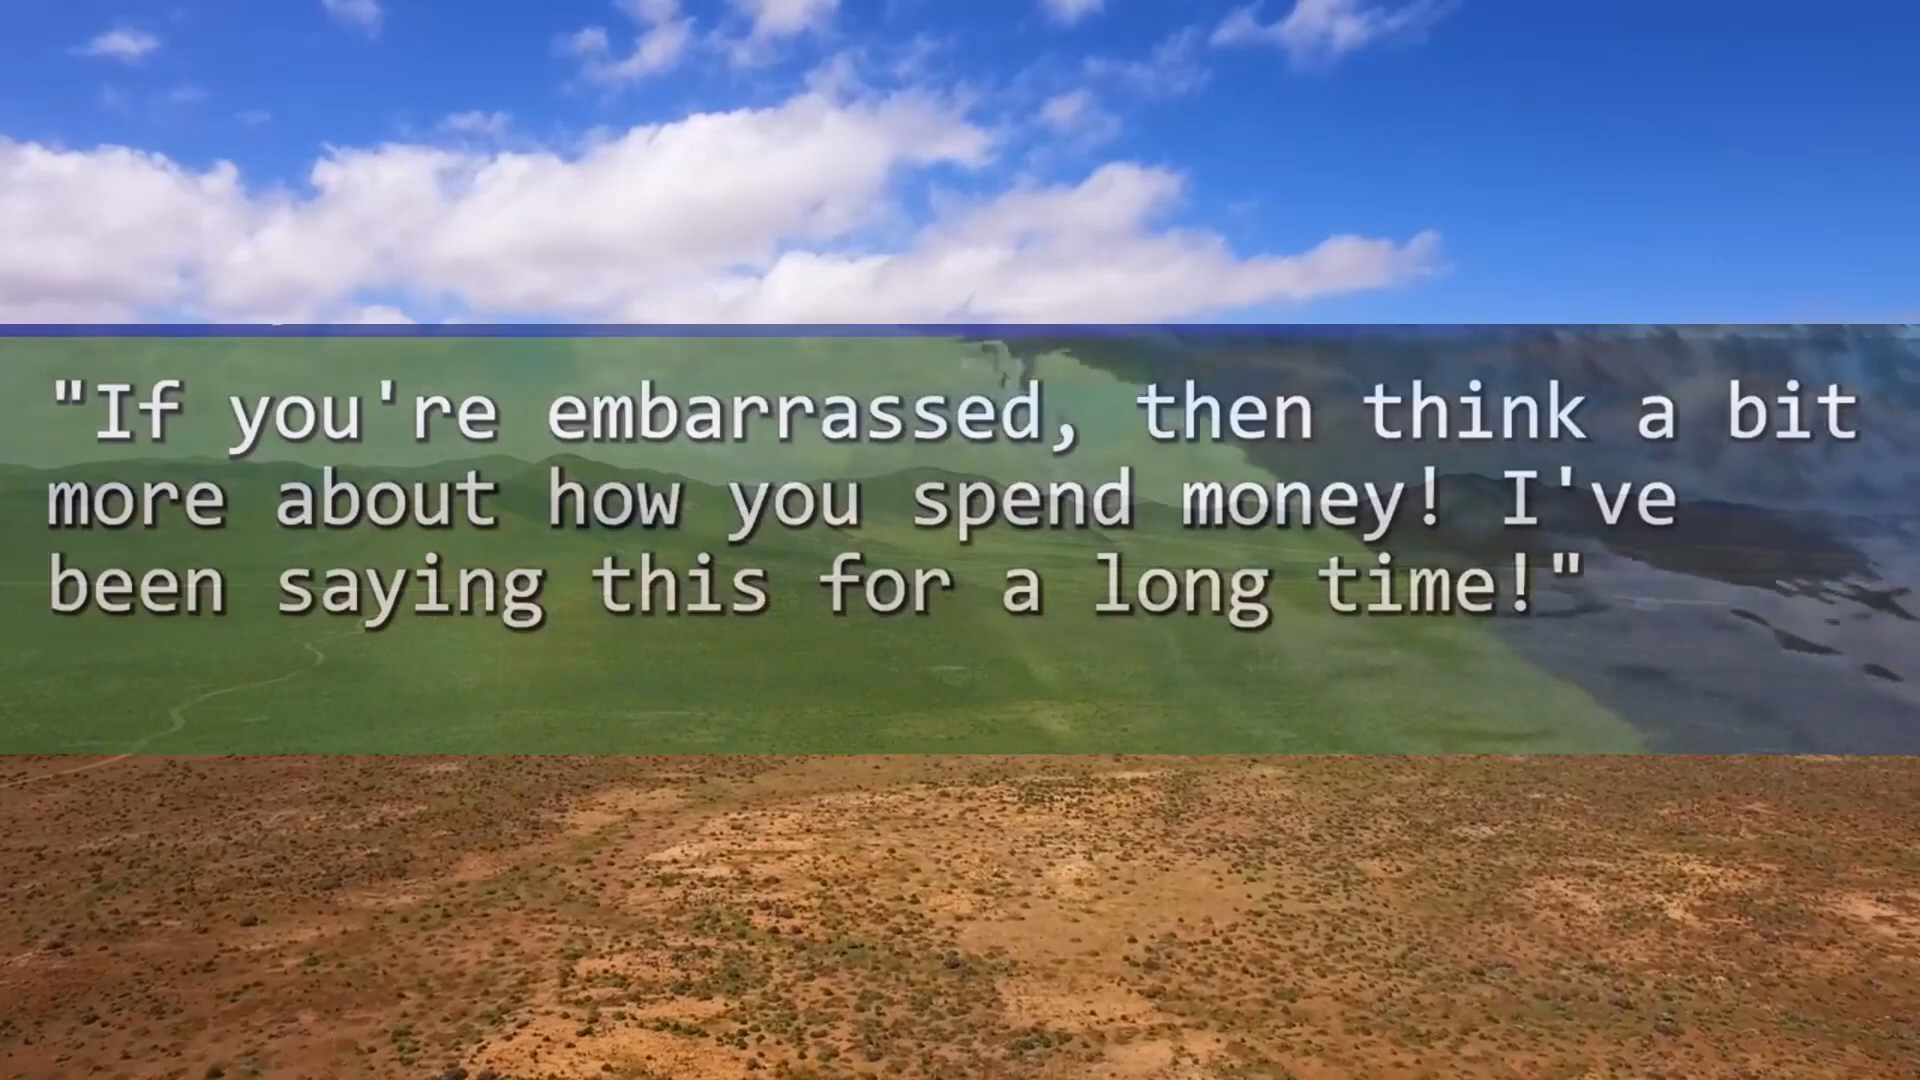 "If you're embarrassed, then think a bit
more about how you spend money! I've
been saying this for a long time!"